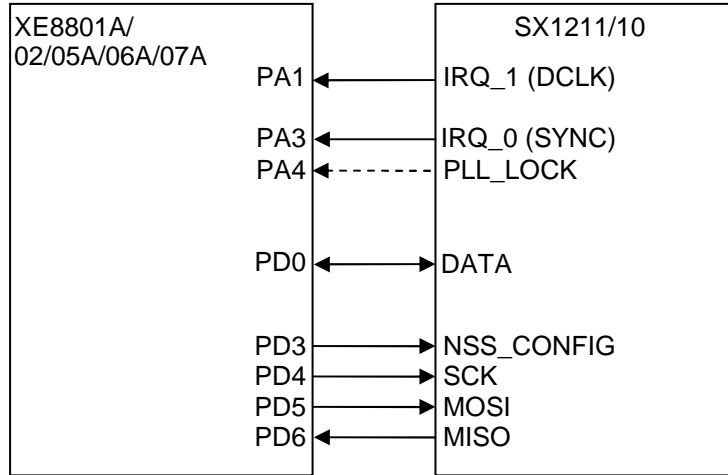 XE8801A/
02/05A/06A/07A
SX1211/10
PA1 IRQ_1 (DCLK)
PA3 IRQ_0 (SYNC)
PA4 PLL_LOCK
PD0 DATA
PD3 NSS_CONFIG
PD4 SCK
PD5 MOSI
PD6 MISO